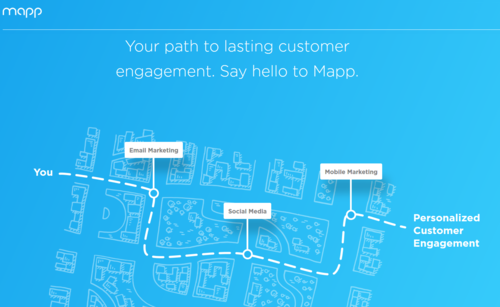 mapp
Your path to lasting customer
engagement. Say hello to Mapp.
Email Marketing
You
Mobile Marketing
Social Media
Personalized
Customer
Engagement